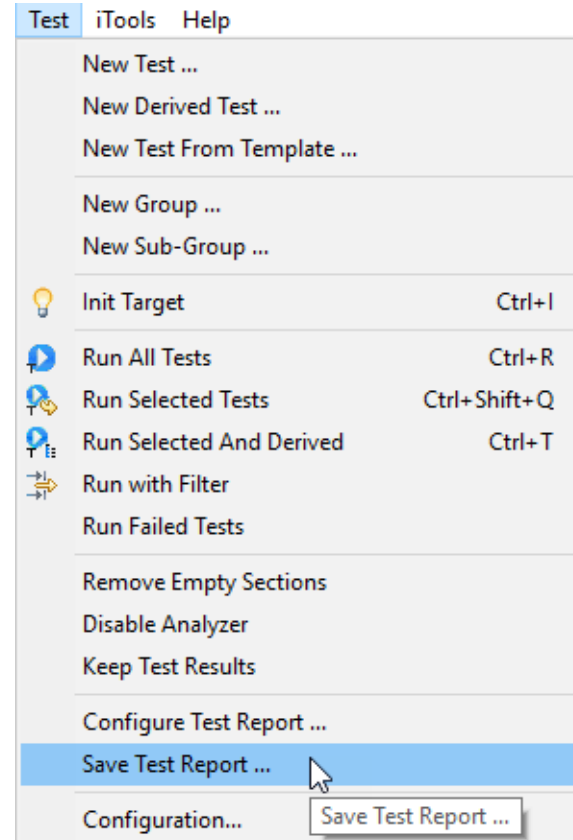 Test iTools Help
New Test ...
New Derived Test ...
New Test From Template ...
New Group ...
New Sub-Group ...
Init Target Ctrl+I
Run All Tests Ctrl+R
Run Selected Tests Ctrl+Shift+Q
Run Selected And Derived Ctrl+T
Run with Filter
Run Failed Tests
Remove Empty Sections
Disable Analyzer
Keep Test Results
Configure Test Report ...
Save Test Report ...
Configuration...
Save Test Report ...